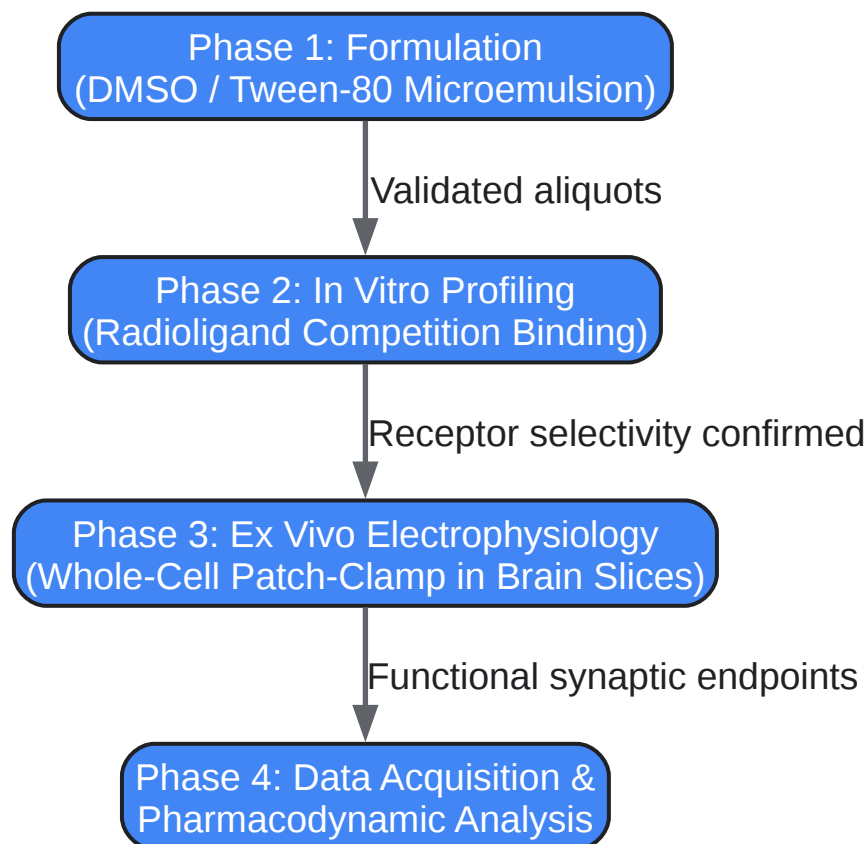 Phase 1: Formulation
(DMSO / Tween-80 Microemulsion)
Validated aliquots
Phase 2: In Vitro Profiling
(Radioligand Competition Binding)
Receptor selectivity confirmed
Phase 3: Ex Vivo Electrophysiology
(Whole-Cell Patch-Clamp in Brain Slices)
Functional synaptic endpoints
Phase 4: Data Acquisition &
Pharmacodynamic Analysis